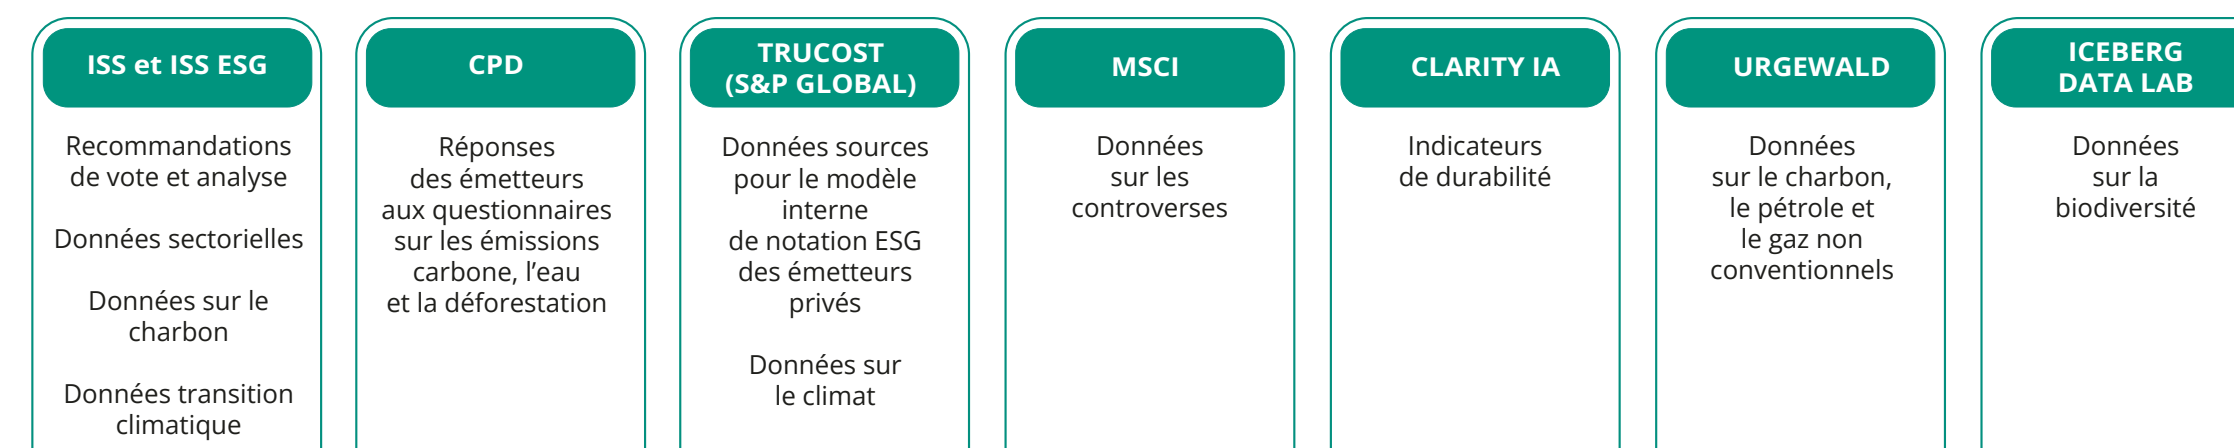 ISS et ISS ESG
Recommandations
de vote et analyse
Données sectorielles
Données sur le
charbon
Données transition
climatique
CPD
Réponses
des émetteurs
aux questionnaires
sur les émissions
carbone, l’eau
et la déforestation
TRUCOST
(S&P GLOBAL)
Données sources
pour le modèle
interne
de notation ESG
des émetteurs
privés
Données sur
le climat
MSCI
Données
sur les
controverses
CLARITY IA
Indicateurs
de durabilité
URGEWALD
Données
sur le charbon,
le pétrole et
le gaz non
conventionnels
ICEBERG
DATA LAB
Données
sur la
biodiversité